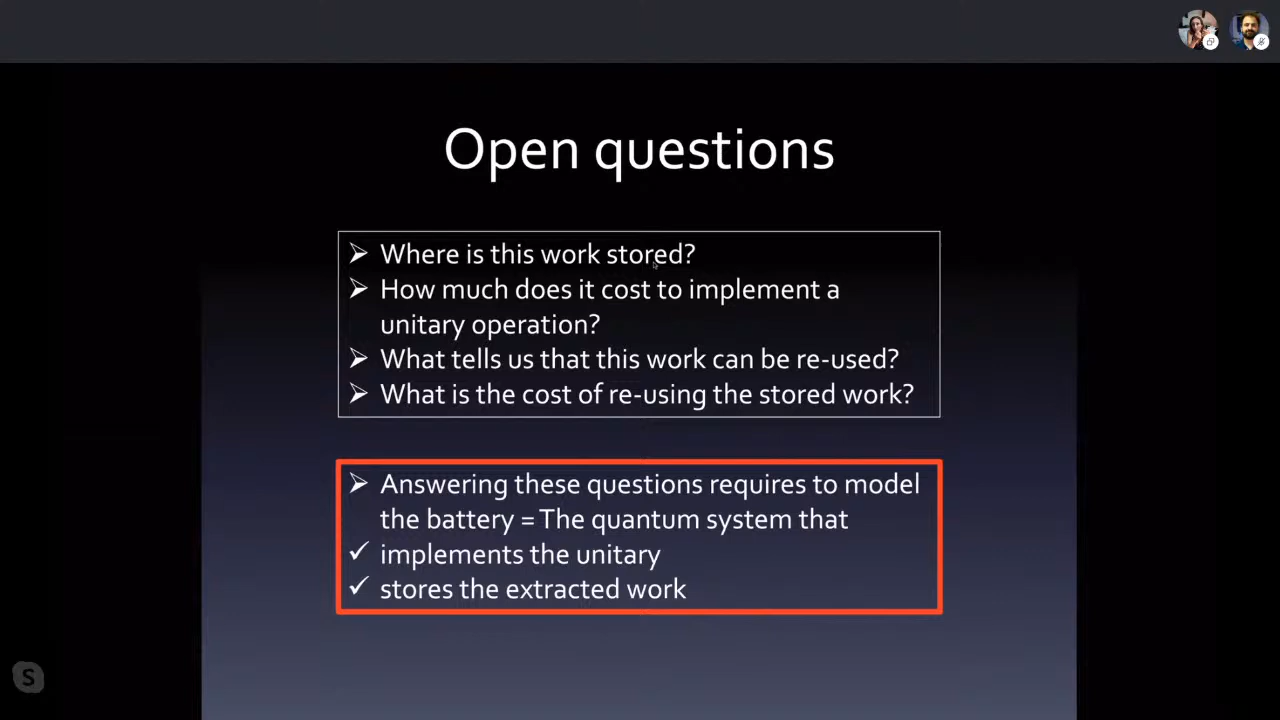 Open questions
➢ Where is this work stored?
➢ How much does it cost to implement a
unitary operation?
➢ What tells us that this work can be re-used?
➢ What is the cost of re-using the stored work?
➢ Answering these questions requires to model
the battery = The quantum system that
✓ implements the unitary
✓ stores the extracted work
S